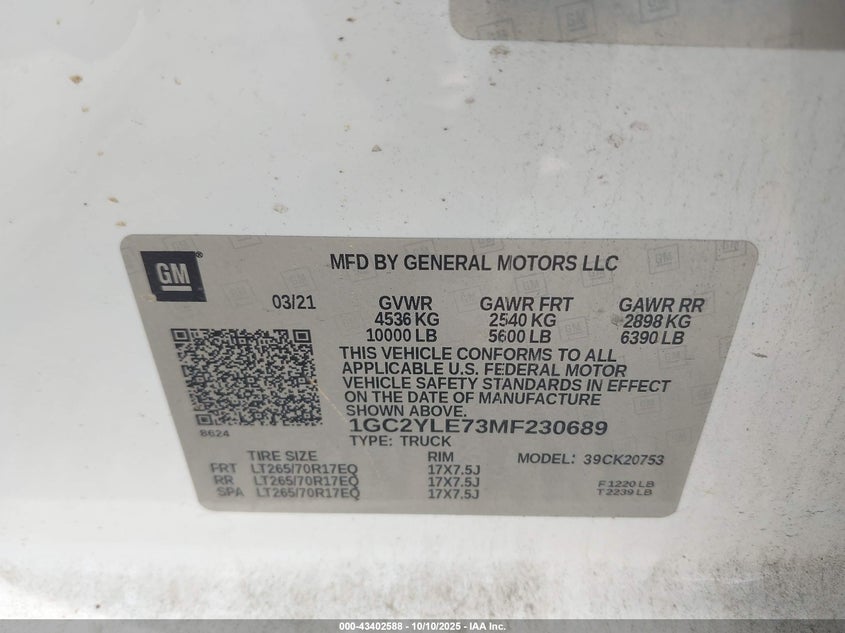 GM
GM®
MFD BY GENERAL MOTORS LLC
03/21 GVWR GAWR FRT GAWR RR
4536 KG 2540 KG 2898 KG
10000 LB 5600 LB 6390 LB
THIS VEHICLE CONFORMS TO ALL
APPLICABLE U.S. FEDERAL MOTOR
VEHICLE SAFETY STANDARDS IN EFFECT
ON THE DATE OF MANUFACTURE
SHOWN ABOVE.
8624
1GC2YLE73MF230689
TYPE: TRUCK
TIRE SIZE RIM MODEL: 39CK20753
FRT LT265/70R17EQ 17X7.5J
RR LT265/70R17EQ 17X7.5J F1220 LB
SPA LT265/70R17EQ 17X7.5J T2239 LB
000-43402588 - 10/10/2025 - IAA Inc.